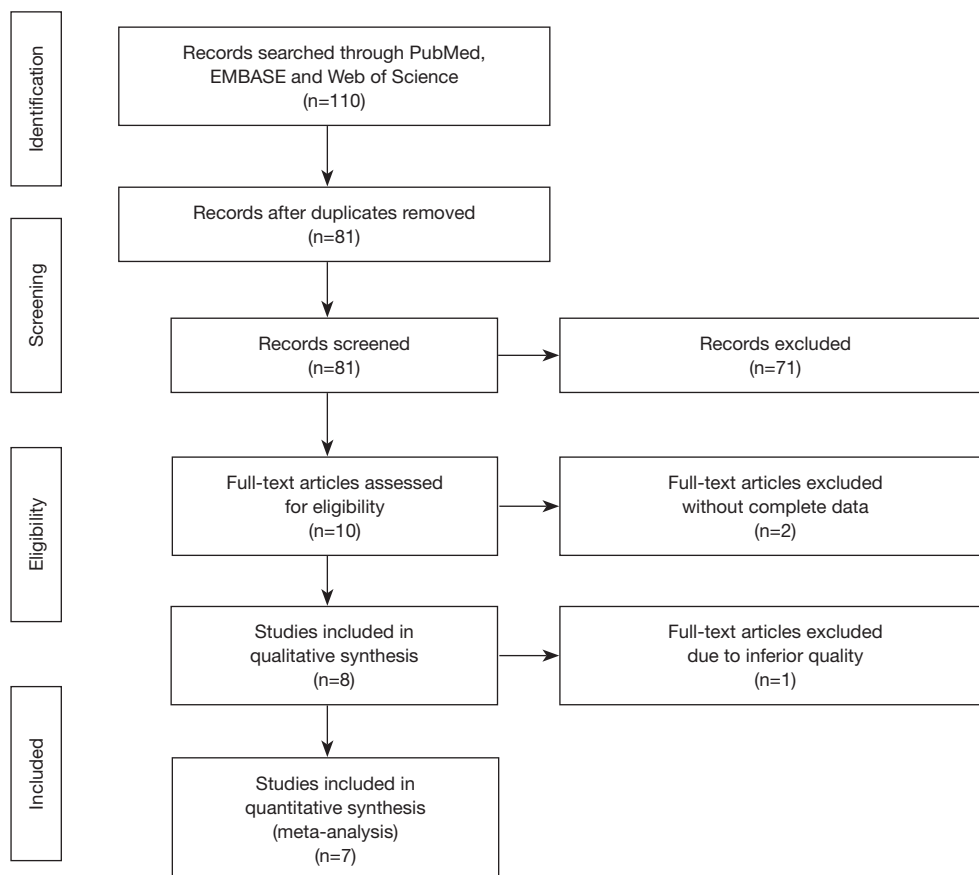 Identification
Records searched through PubMed,
EMBASE and Web of Science
(n=110)
Records after duplicates removed
(n=81)
Screening
Records screened
(n=81)
Records excluded
(n=71)
Eligibility
Full-text articles assessed
for eligibility
(n=10)
Full-text articles excluded
without complete data
(n=2)
Studies included in
qualitative synthesis
(n=8)
Full-text articles excluded
due to inferior quality
(n=1)
Included
Studies included in
quantitative synthesis
(meta-analysis)
(n=7)